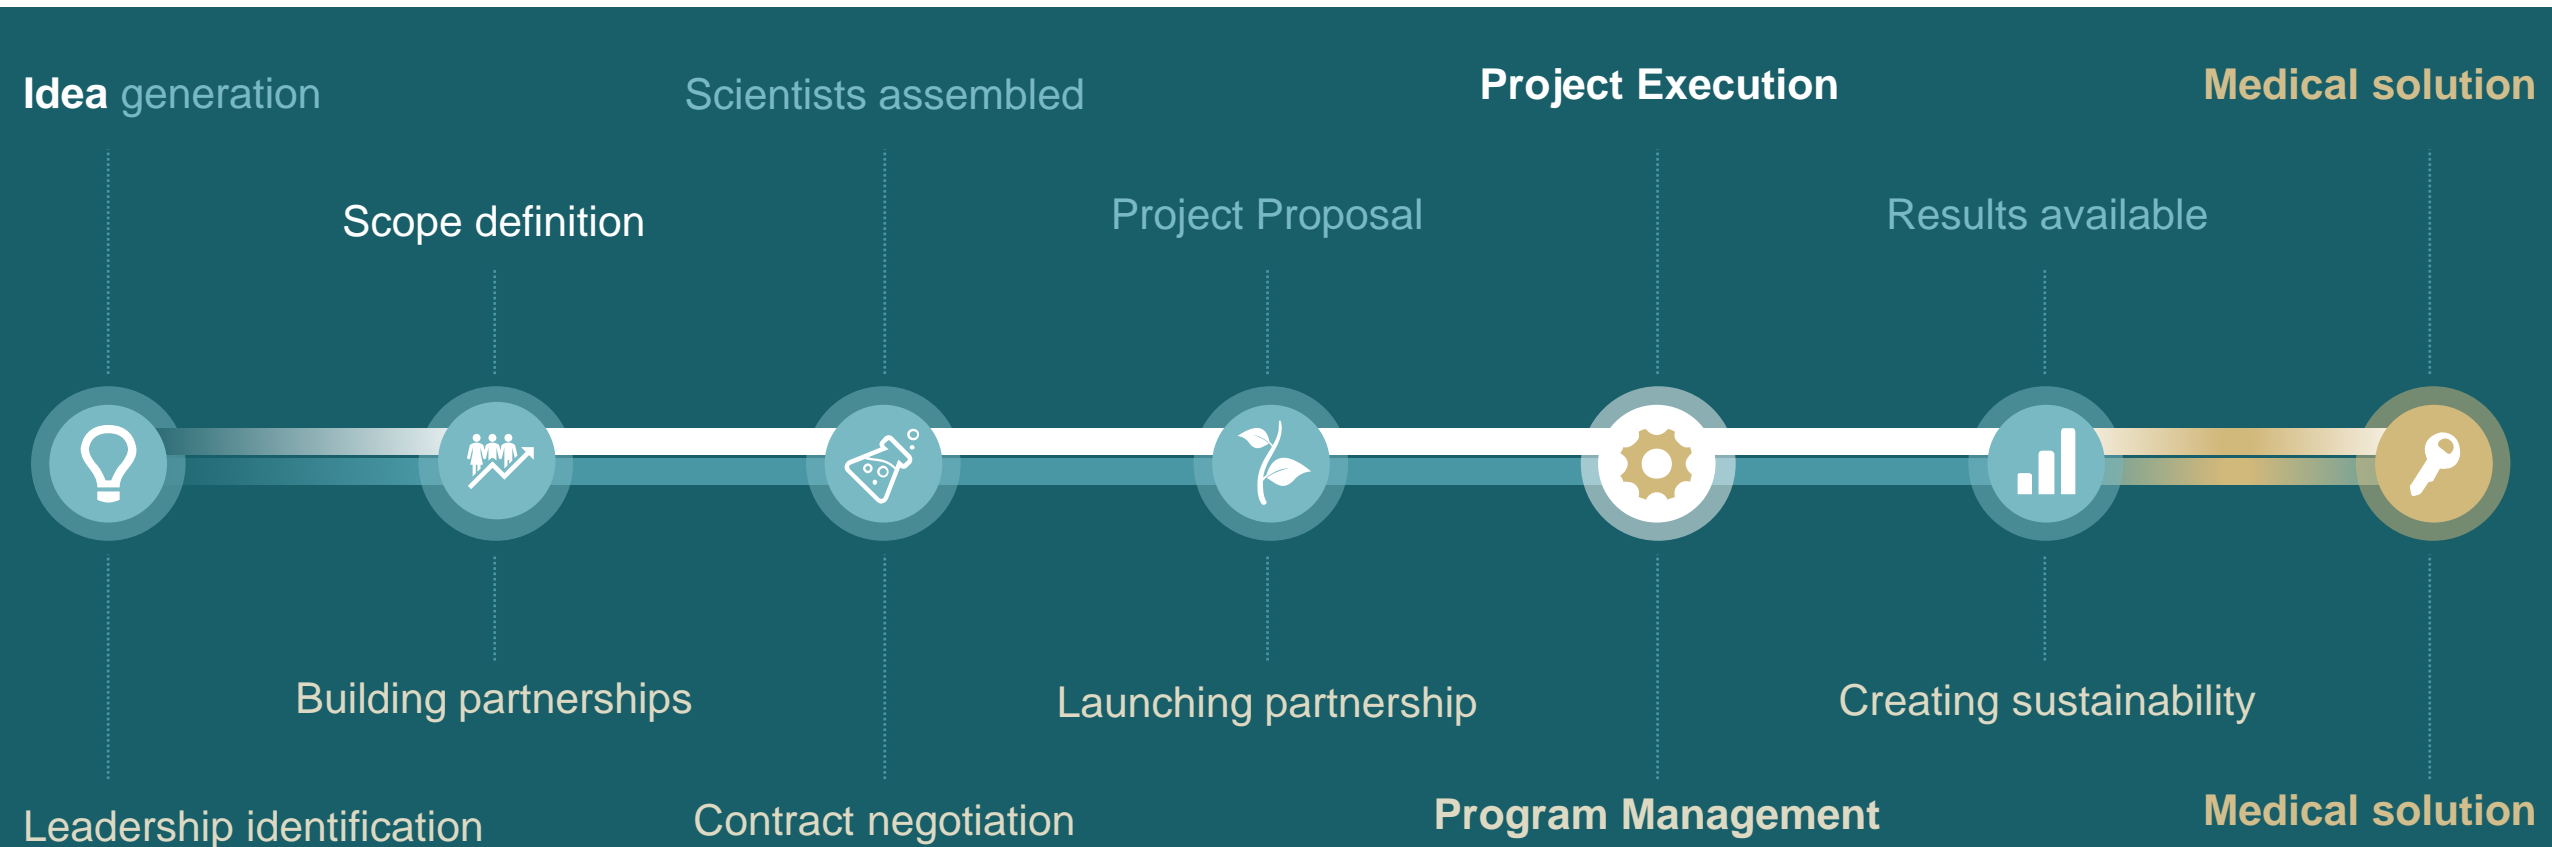 Idea generation
Scientists assembled
Project Execution
Medical solution
Scope definition
Project Proposal
Results available
Building partnerships
Launching partnership
Creating sustainability
Leadership identification
Contract negotiation
Program Management
Medical solution